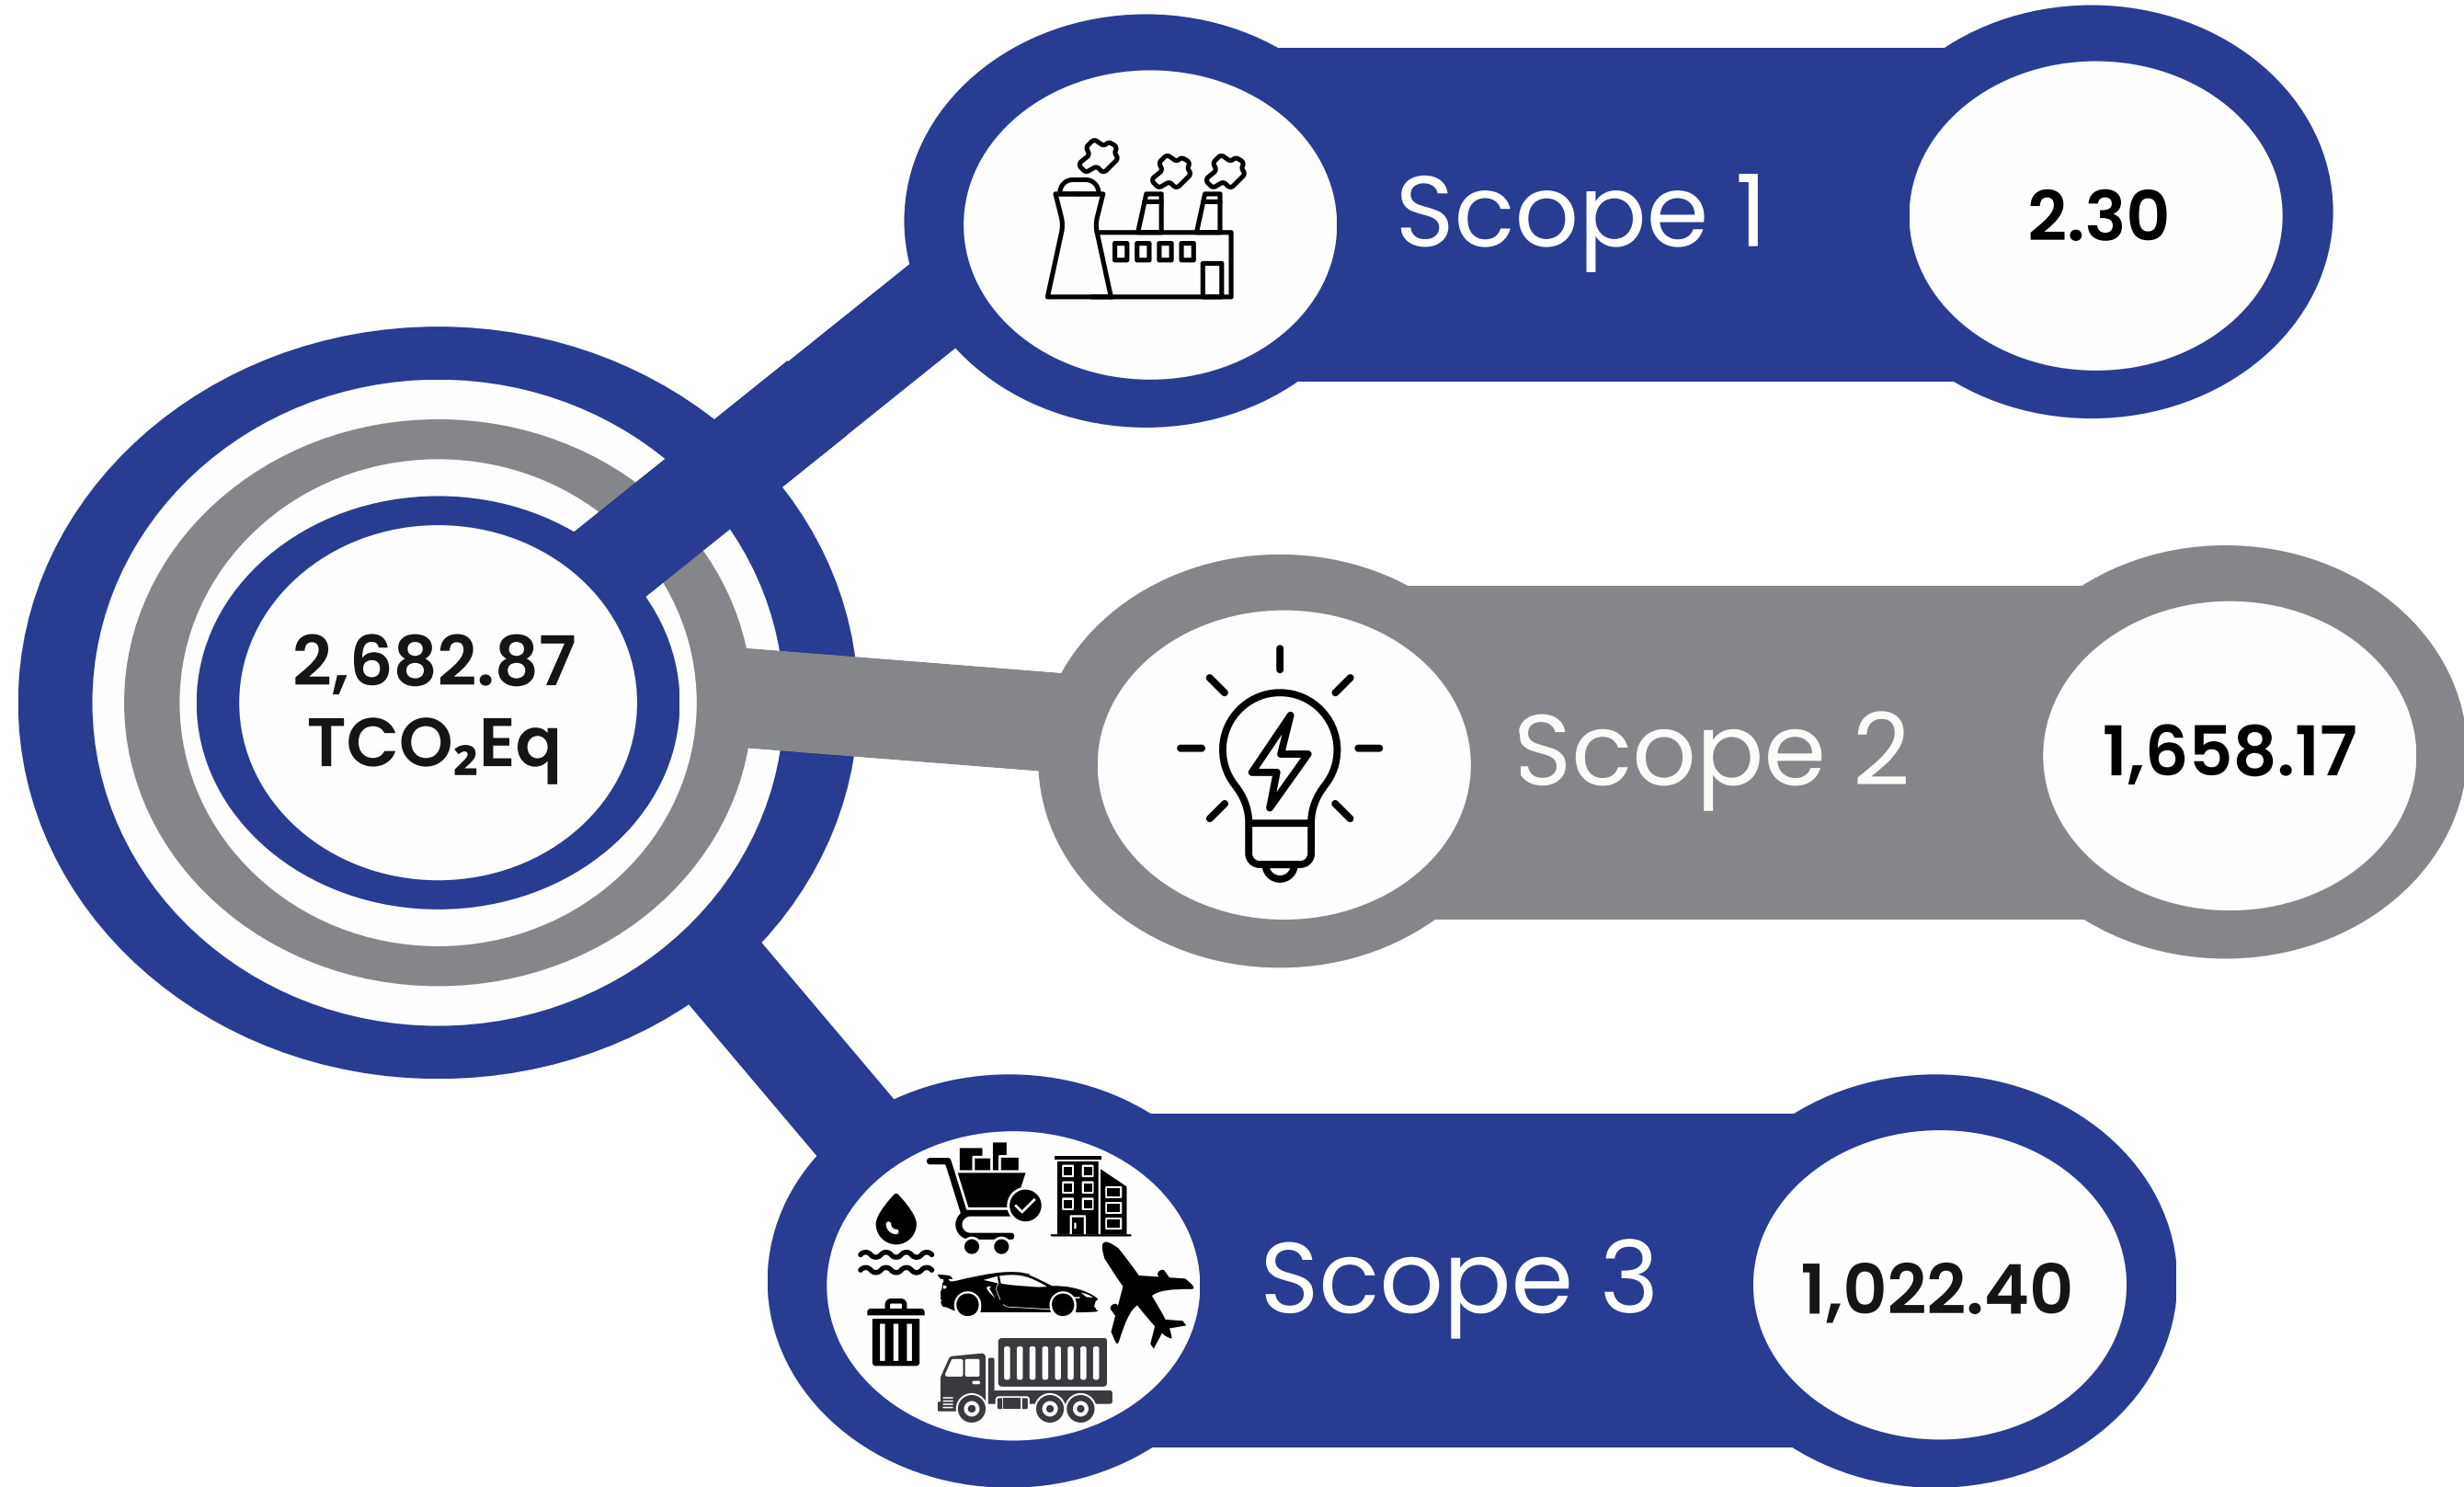 Scope 1
2.30
2,682.87
TCO₂Eq
Scope 2
1,658.17
Scope 3
1,022.40